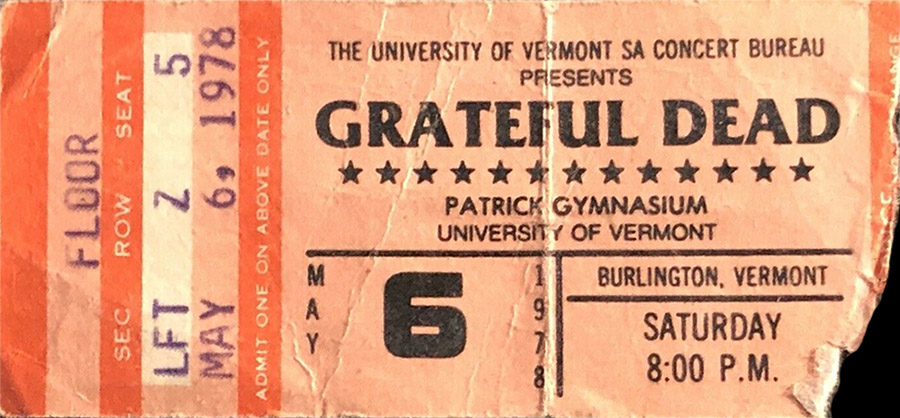 FLOOR
SEC ROW SEAT
LFT Z 5
MAY 6, 1978
ADMIT ONE ON ABOVE DATE ONLY
THE UNIVERSITY OF VERMONT SA CONCERT BUREAU
PRESENTS
GRATEFUL DEAD
★★★★★★★★★★★★★
PATRICK GYMNASIUM
UNIVERSITY OF VERMONT
MAY 6 1978
BURLINGTON, VERMONT
SATURDAY
8:00 P.M.